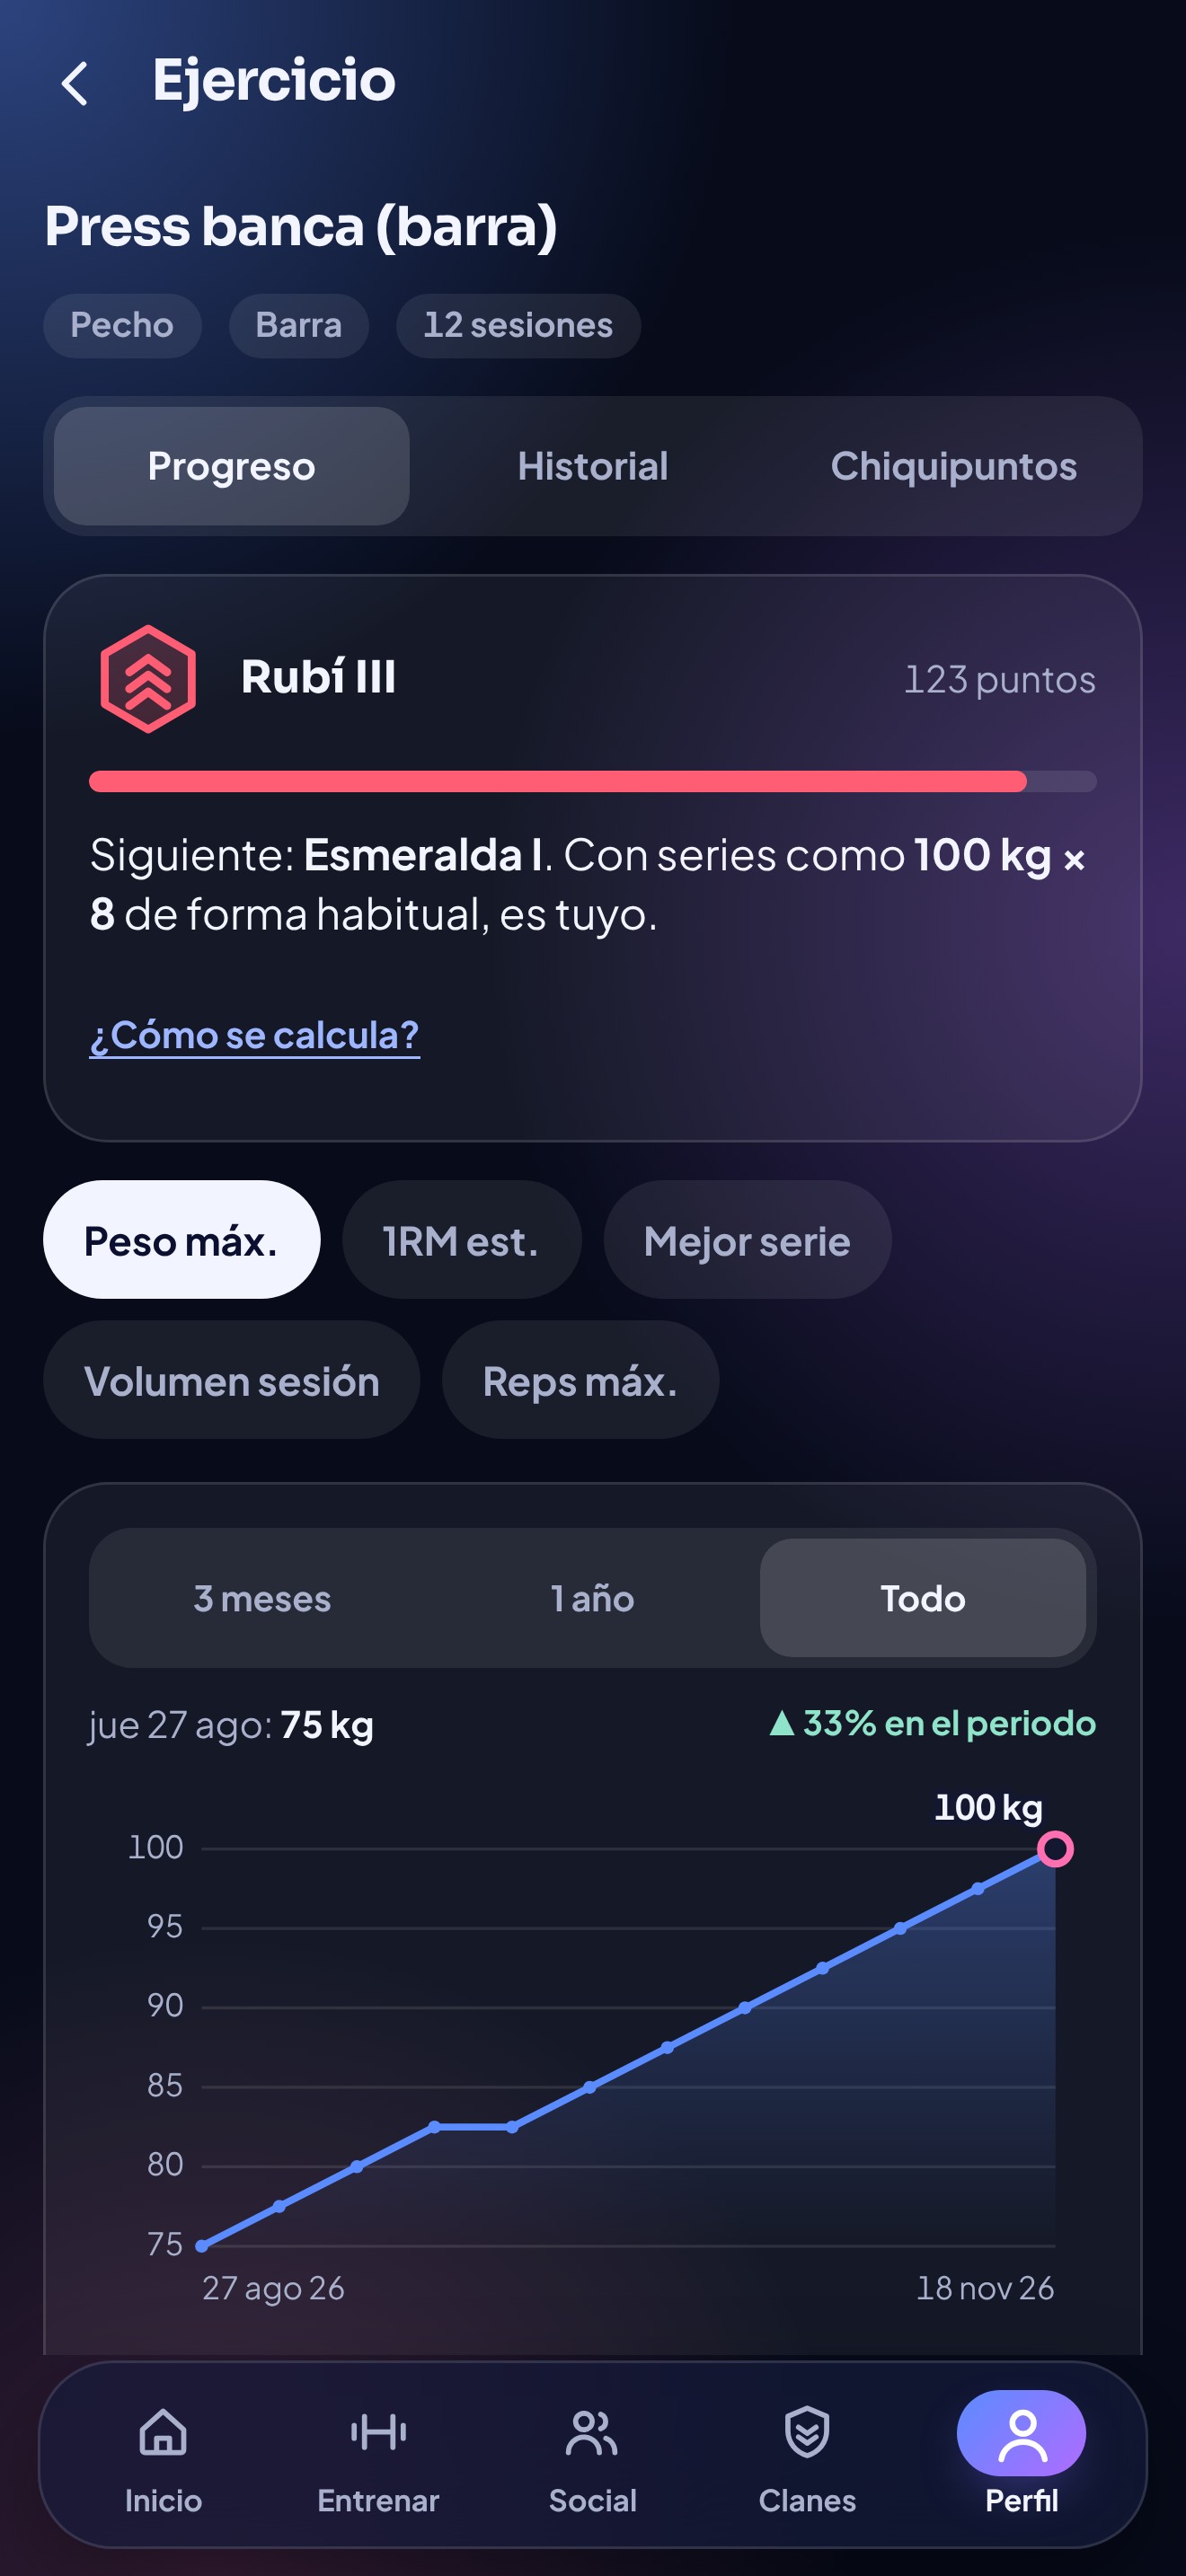 Ejercicio
Press banca (barra)
Pecho
Barra
12 sesiones
Progreso
Historial
Chiquipuntos
Rubí III
123 puntos
Siguiente: Esmeralda I. Con series como 100 kg ×
8 de forma habitual, es tuyo.
¿Cómo se calcula?
Peso máx.
1RM est.
Mejor serie
Volumen sesión
Reps máx.
3 meses
1 año
Todo
jue 27 ago: 75 kg
▲ 33% en el periodo
100 kg
100
95
90
85
80
75
27 ago 26
18 nov 26
Inicio
Entrenar
Social
Clanes
Perfil